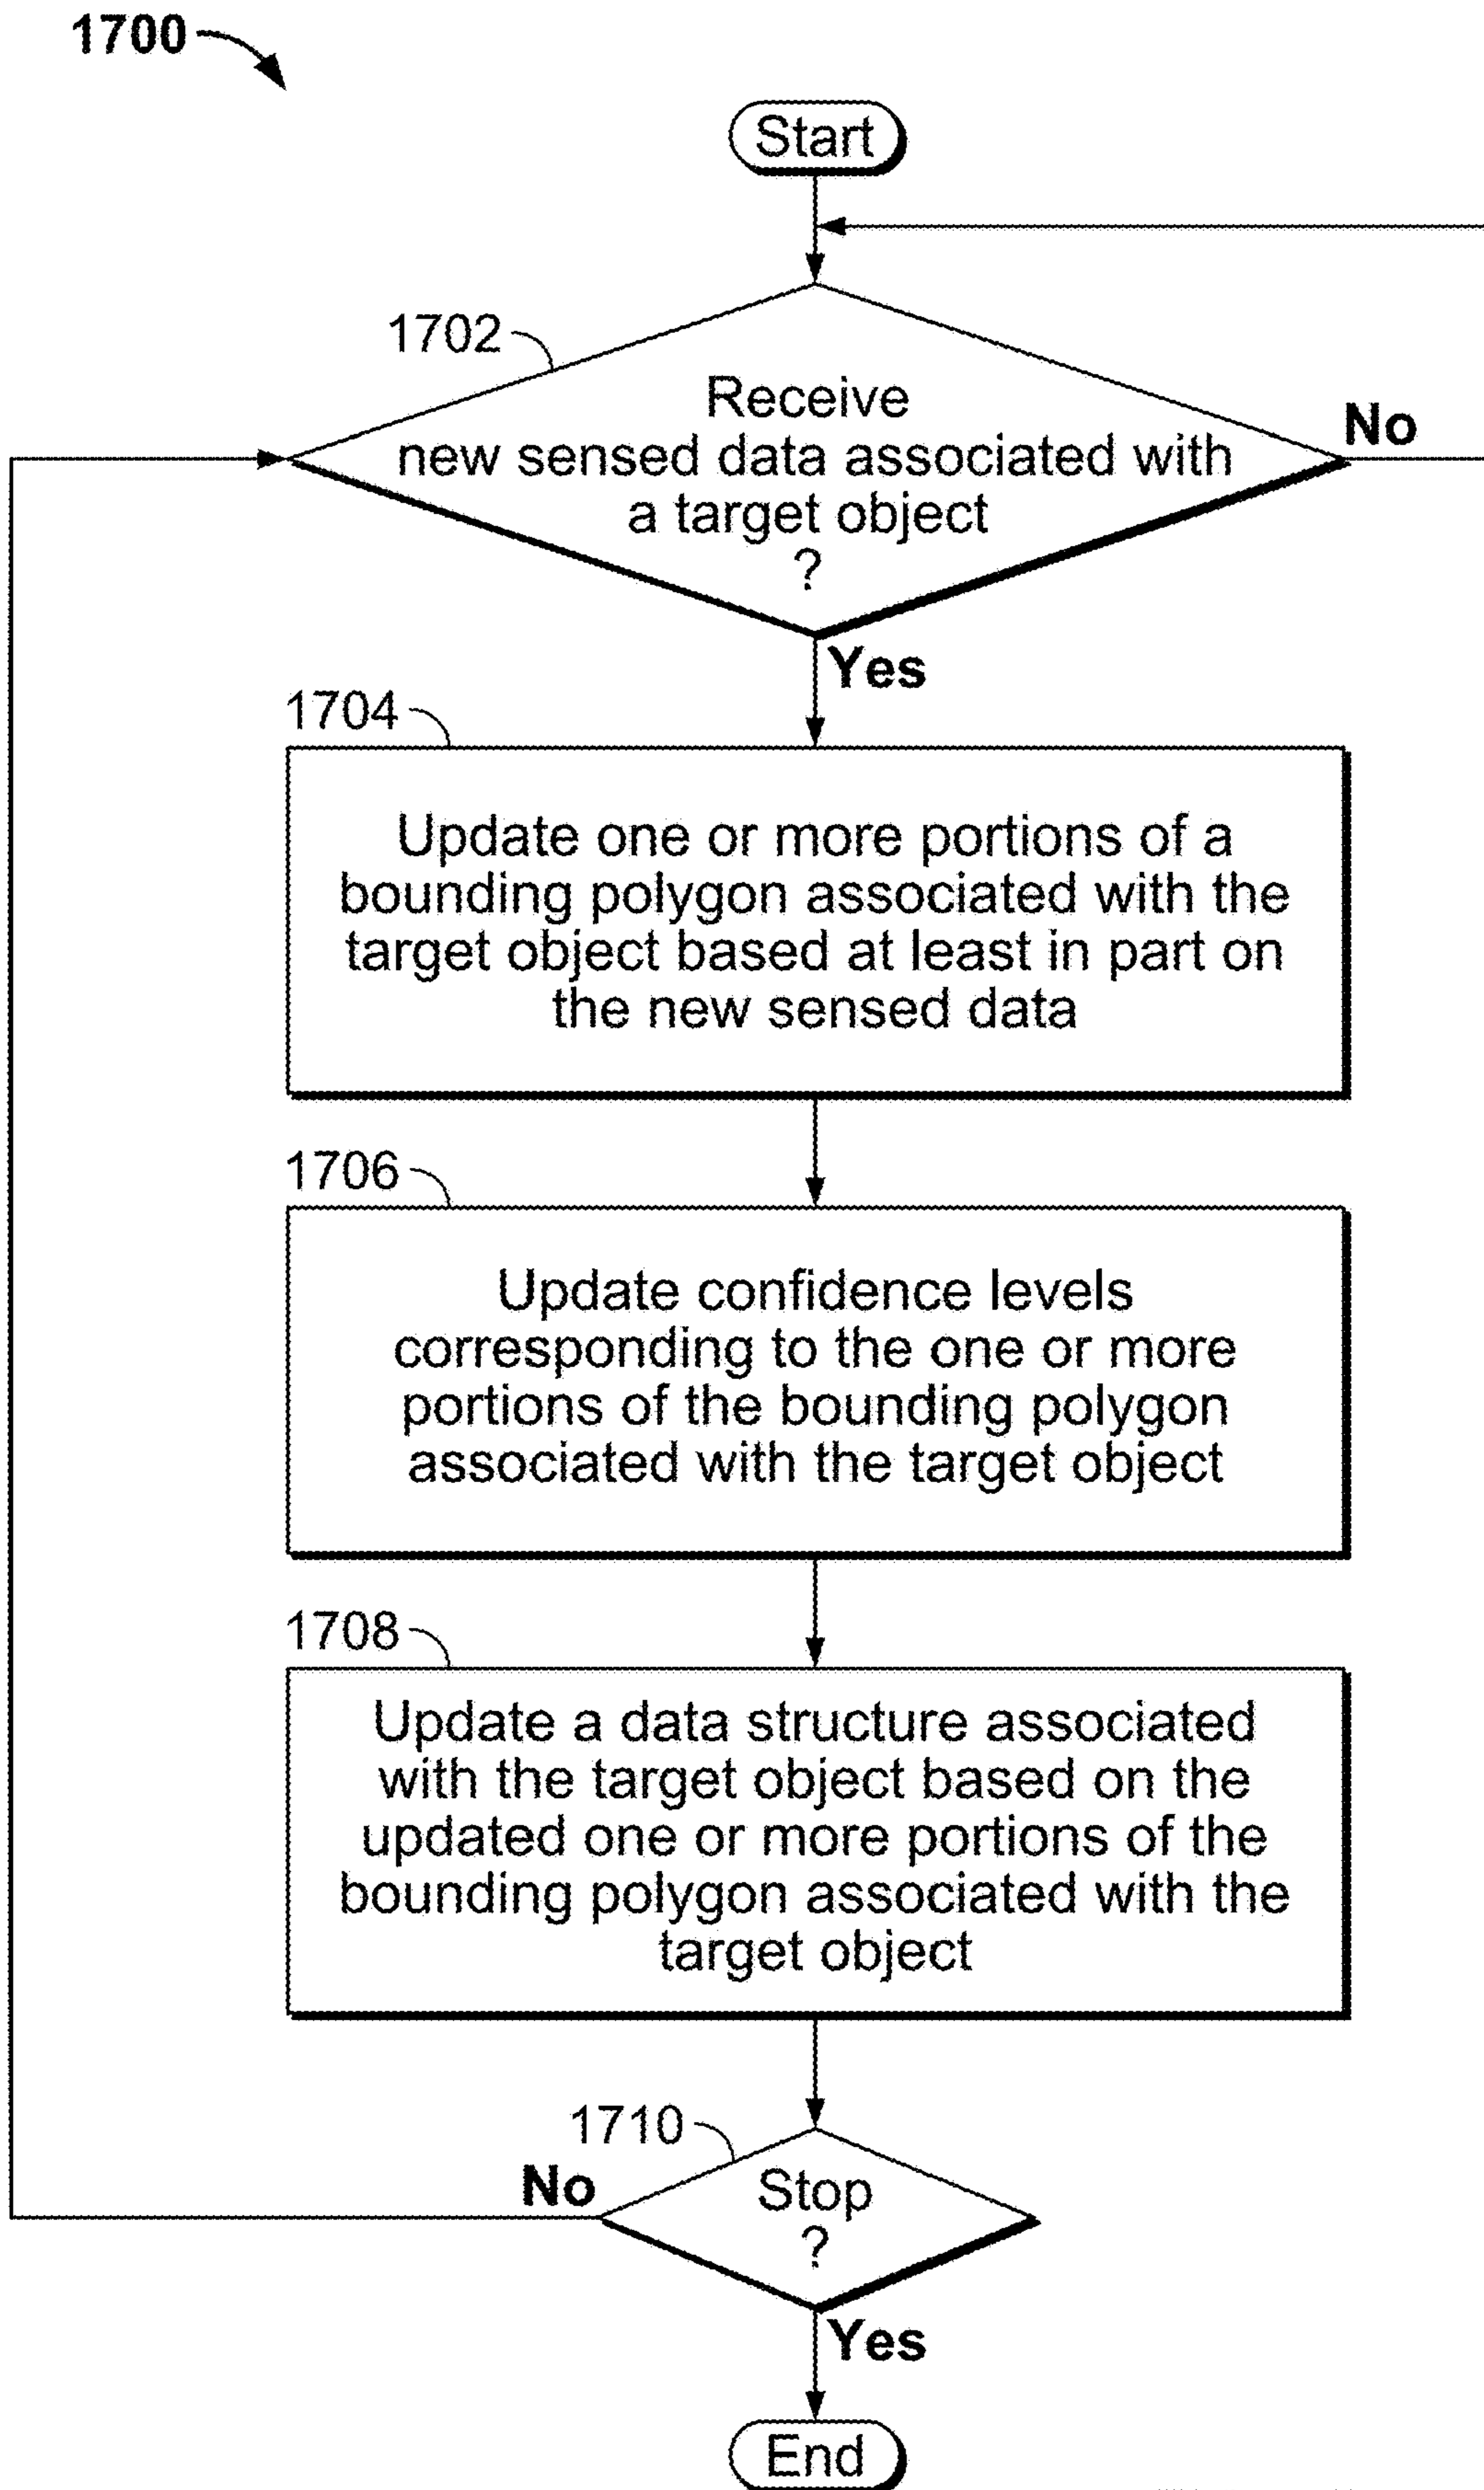 1700
Start
1702
Receive
new sensed data associated with
a target object
?
No
Yes
1704
Update one or more portions of a
bounding polygon associated with the
target object based at least in part on
the new sensed data
1706
Update confidence levels
corresponding to the one or more
portions of the bounding polygon
associated with the target object
1708
Update a data structure associated
with the target object based on the
updated one or more portions of the
bounding polygon associated with the
target object
1710
No
Stop
?
Yes
End